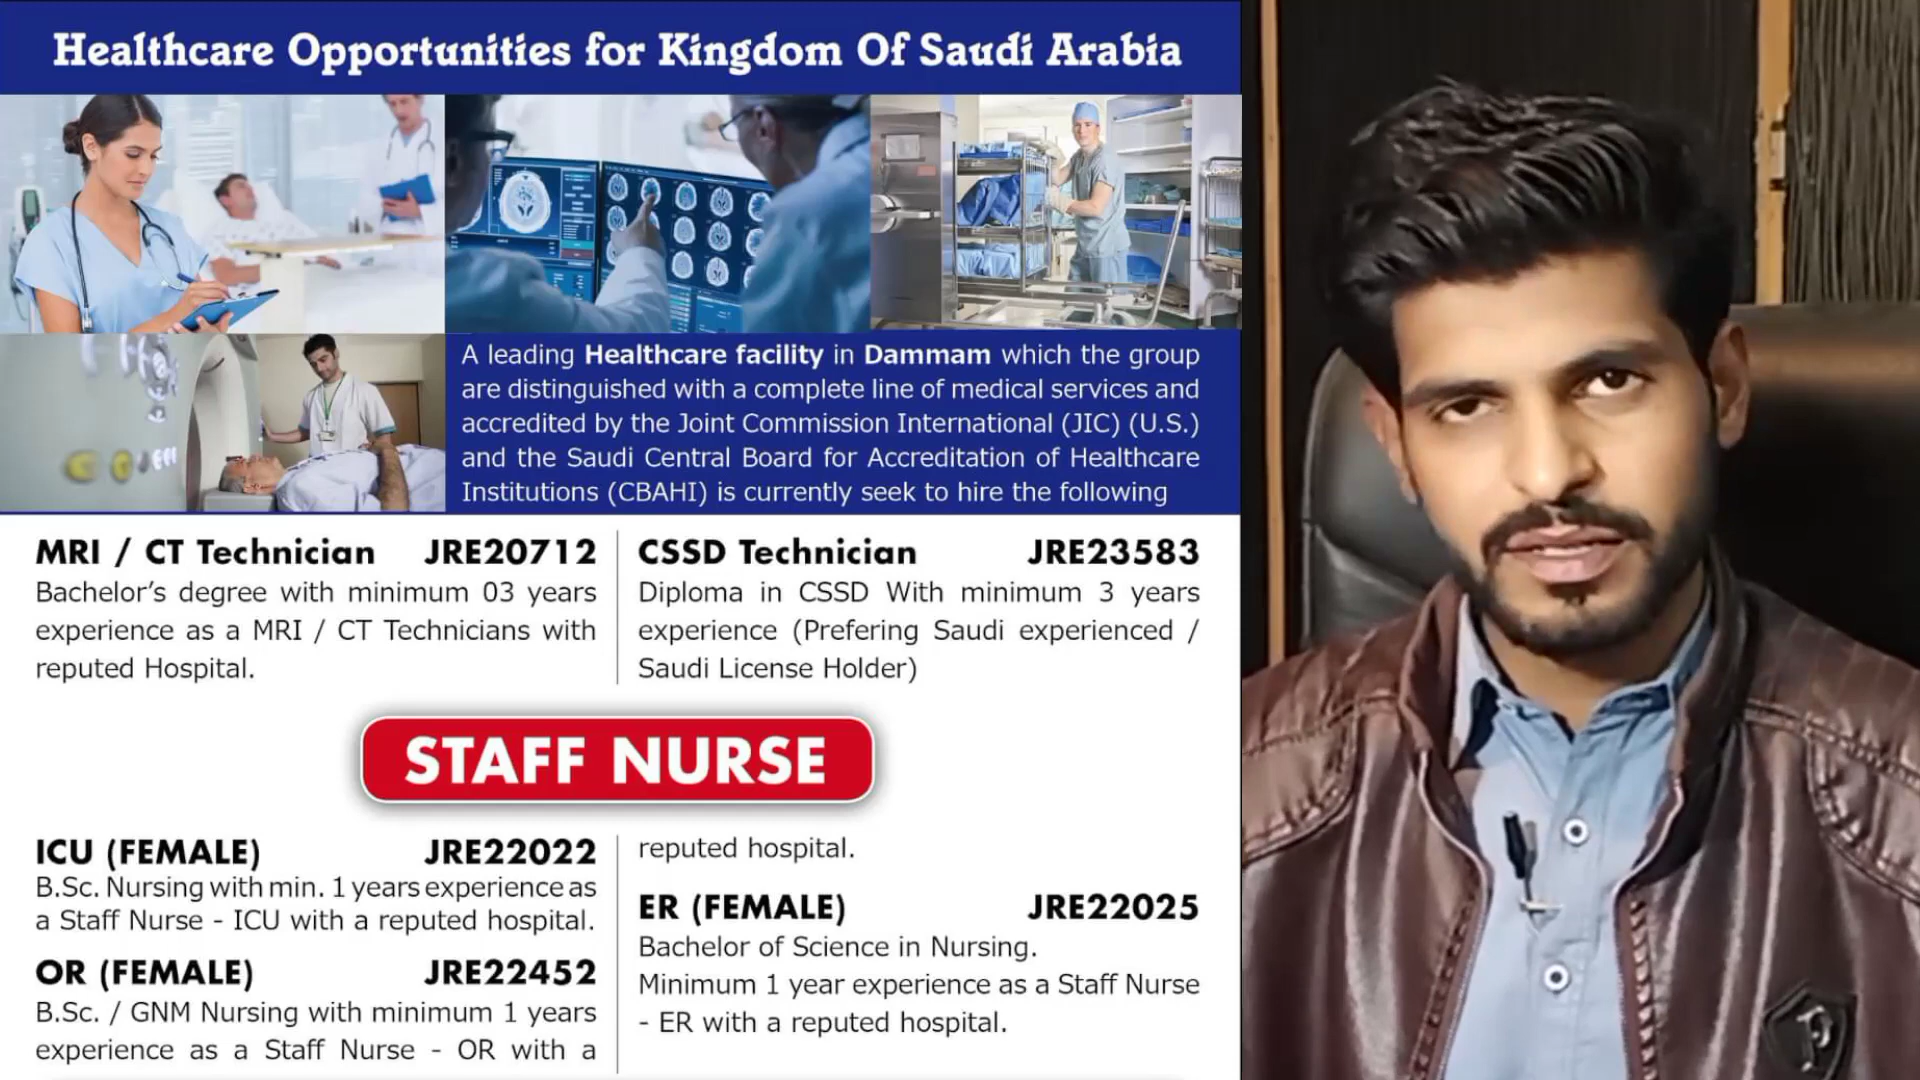 Healthcare Opportunities for Kingdom Of Saudi Arabia
A leading Healthcare facility in Dammam which the group
are distinguished with a complete line of medical services and
accredited by the Joint Commission International (JIC) (U.S.)
and the Saudi Central Board for Accreditation of Healthcare
Institutions (CBAHI) is currently seek to hire the following
MRI / CT Technician JRE20712
Bachelor's degree with minimum 03 years
experience as a MRI / CT Technicians with
reputed Hospital.
CSSD Technician JRE23583
Diploma in CSSD With minimum 3 years
experience (Prefering Saudi experienced /
Saudi License Holder)
STAFF NURSE
ICU (FEMALE) JRE22022
B.Sc. Nursing with min. 1 years experience as
a Staff Nurse - ICU with a reputed hospital.
OR (FEMALE) JRE22452
B.Sc. / GNM Nursing with minimum 1 years
experience as a Staff Nurse - OR with a
reputed hospital.
ER (FEMALE) JRE22025
Bachelor of Science in Nursing.
Minimum 1 year experience as a Staff Nurse
- ER with a reputed hospital.